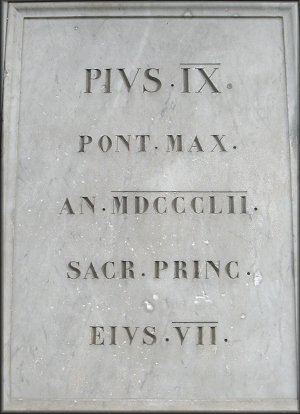 PIVS · IX.
PONT. MAX.
AN · MDCCCLII.
SACR · PRINC.
EIVS · VII.